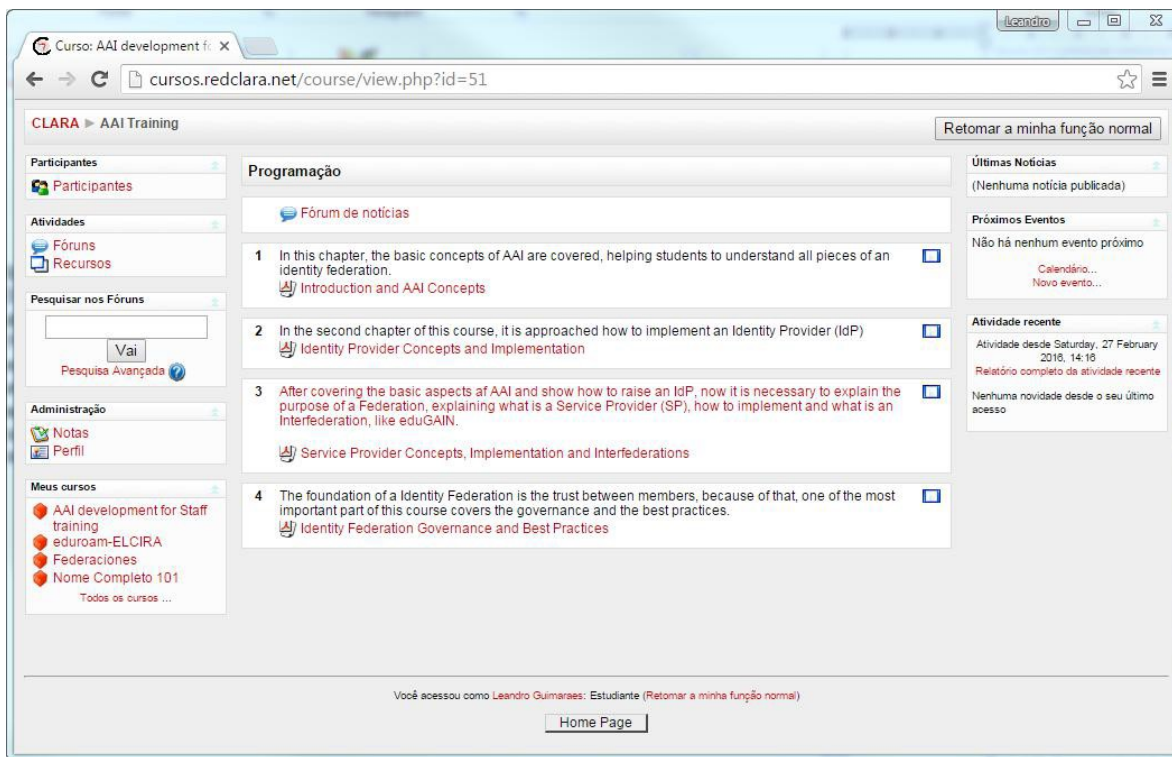 Leandro
Curso: AAI development fo
cursos.redclara.net/course/view.php?id=51
CLARA ► AAI Training
Retomar a minha função normal
Participantes
Participantes
Atividades
Fóruns
Recursos
Pesquisar nos Fóruns
Vai
Pesquisa Avançada
Administração
Notas
Perfil
Meus cursos
AAI development for Staff
training
eduroam-ELCIRA
Federaciones
Nome Completo 101
Todos os cursos ...
Programação
Fórum de notícias
1 In this chapter, the basic concepts of AAI are covered, helping students to understand all pieces of an
identity federation.
Introduction and AAI Concepts
2 In the second chapter of this course, it is approached how to implement an Identity Provider (IdP)
Identity Provider Concepts and Implementation
3 After covering the basic aspects af AAI and show how to raise an IdP, now it is necessary to explain the
purpose of a Federation, explaining what is a Service Provider (SP), how to implement and what is an
Interfederation, like eduGAIN.
Service Provider Concepts, Implementation and Interfederations
4 The foundation of a Identity Federation is the trust between members, because of that, one of the most
important part of this course covers the governance and the best practices.
Identity Federation Governance and Best Practices
Últimas Notícias
(Nenhuma notícia publicada)
Próximos Eventos
Não há nenhum evento próximo
Calendário...
Novo evento...
Atividade recente
Atividade desde Saturday, 27 February
2016, 14:16
Relatório completo da atividade recente
Nenhuma novidade desde o seu último
acesso
Você acessou como Leandro Guimaraes: Estudiante (Retomar a minha função normal)
Home Page